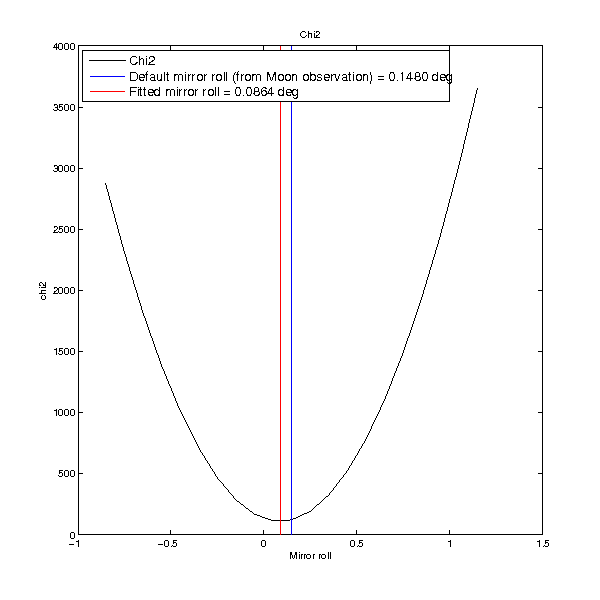 Chi2
4000
Chi2
Default mirror roll (from Moon observation) = 0.1480 deg
Fitted mirror roll = 0.0864 deg
3500
3000
2500
2000
chi2
1500
1000
500
0
−1
−0.5
0
0.5
1
1.5
Mirror roll